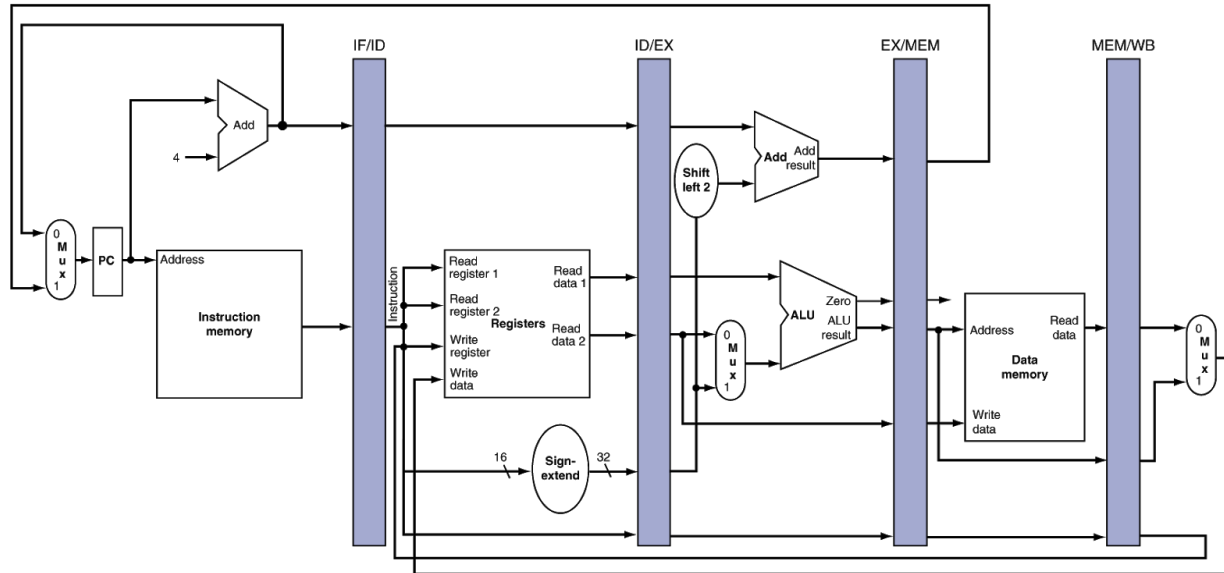 IF/ID
ID/EX
EX/MEM
MEM/WB
Add
4
Add
Add
result
Shift
left 2
0
M
u
x
1
PC
Address
Instruction
memory
Instruction
Read
register 1
Read
register 2
Write
register
Write
data
Registers
Read
data 1
Read
data 2
16
Sign-
extend
32
0
M
u
x
1
Zero
ALU
ALU
result
Address
Read
data
Data
memory
Write
data
0
M
u
x
1